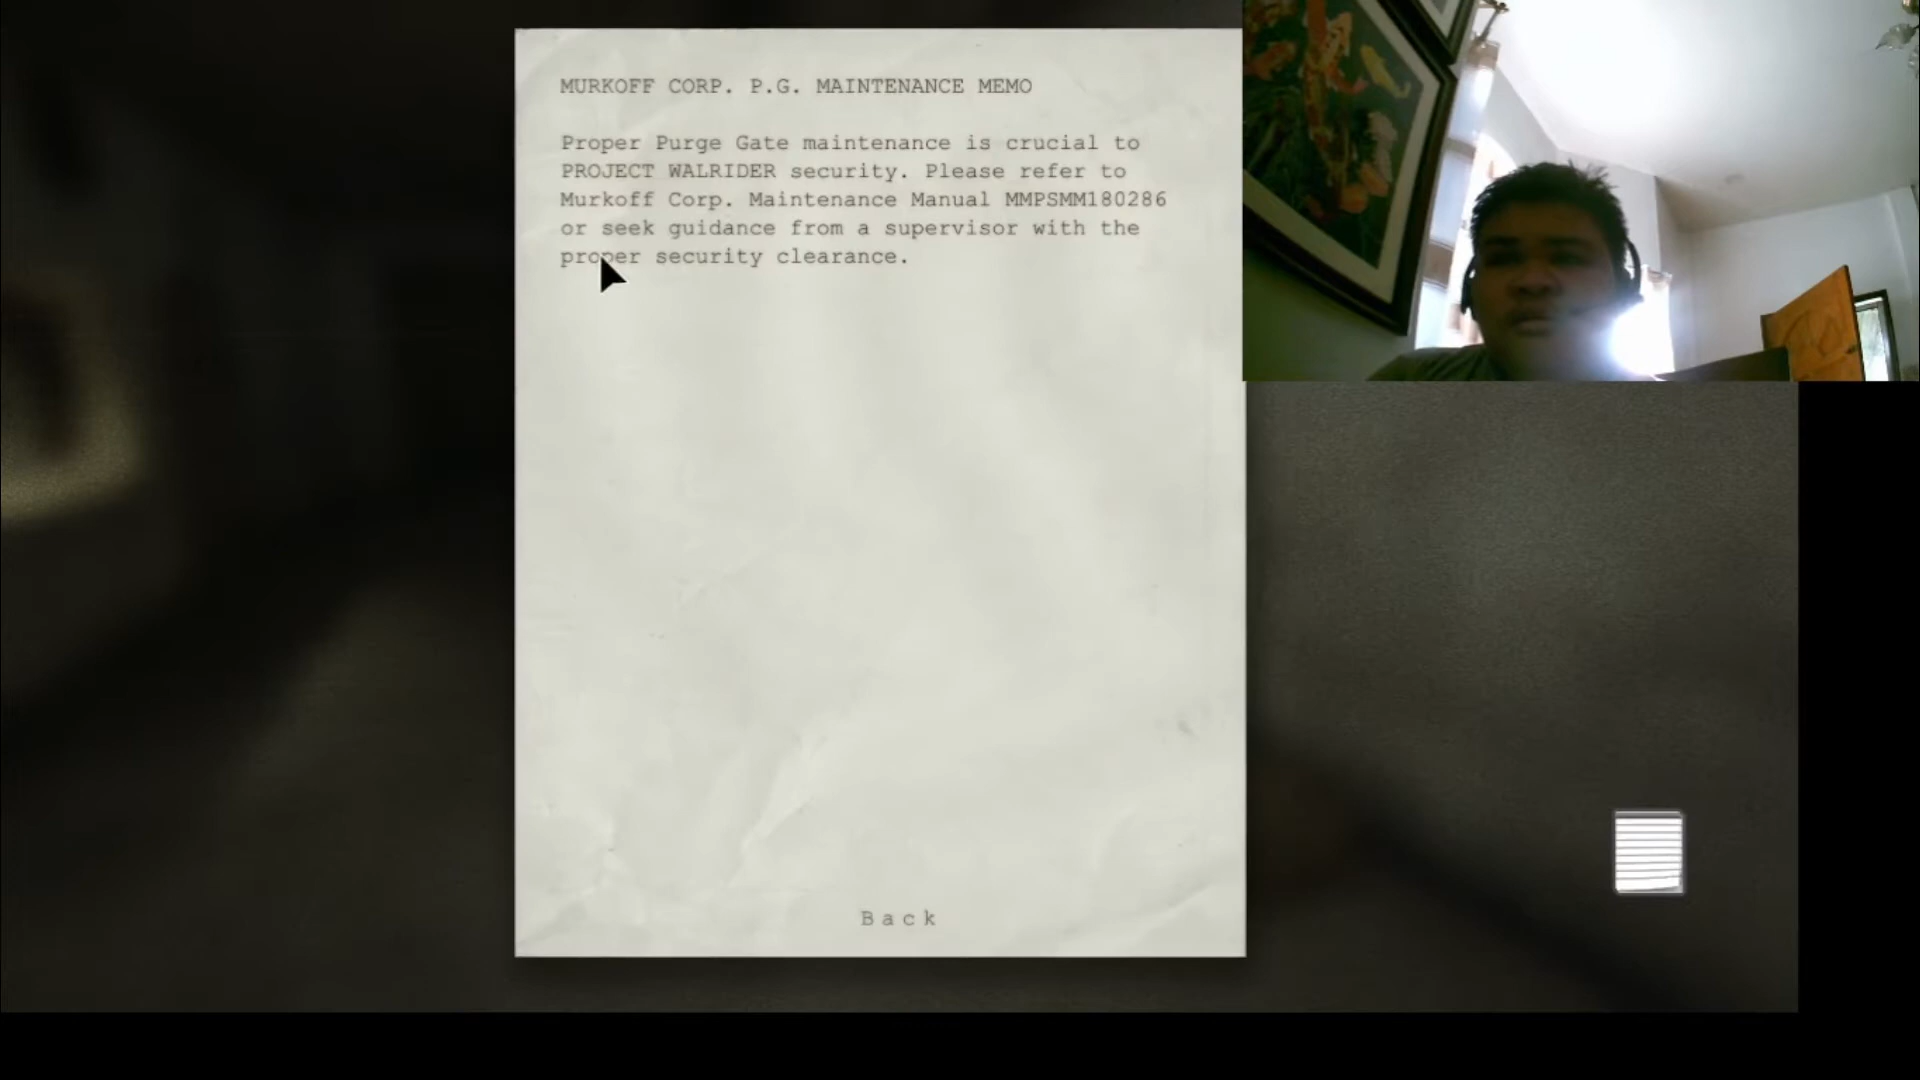 MURKOFF CORP. P.G. MAINTENANCE MEMO
Proper Purge Gate maintenance is crucial to
PROJECT WALRIDER security. Please refer to
Murkoff Corp. Maintenance Manual MMPSMM180286
or seek guidance from a supervisor with the
proper security clearance.
Back